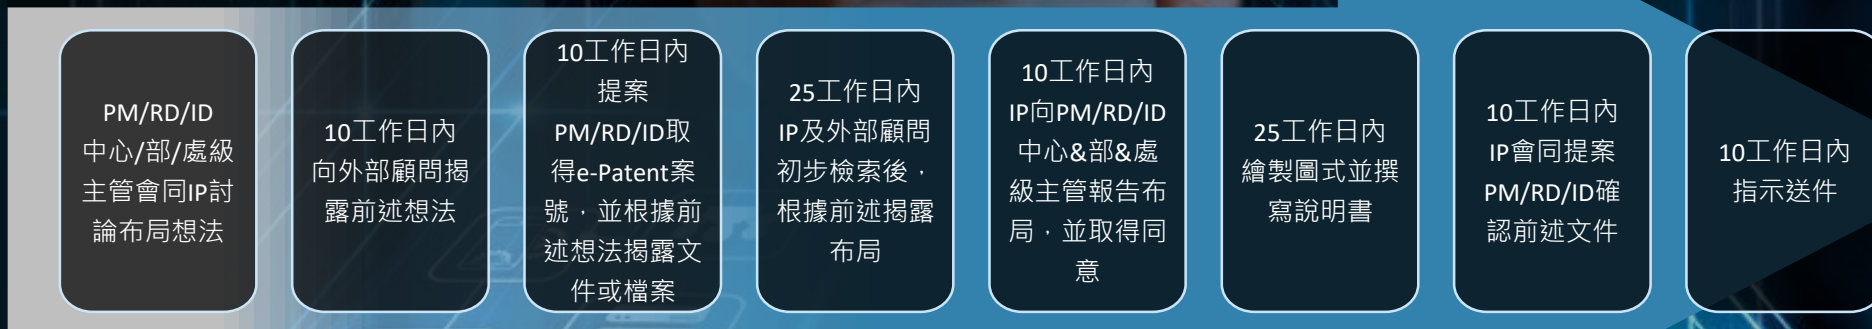 PM/RD/ID
中心/部/處級
主管會同IP討
論布局想法
10工作日內
向外部顧問揭
露前述想法
10工作日內
提案
PM/RD/ID取
得e-Patent案
號，並根據前
述想法揭露文
件或檔案
25工作日內
IP及外部顧問
初步檢索後，
根據前述揭露
布局
10工作日內
IP向PM/RD/ID
中心&部&處
級主管報告布
局，並取得同
意
25工作日內
繪製圖式並撰
寫說明書
10工作日內
IP會同提案
PM/RD/ID確
認前述文件
10工作日內
指示送件